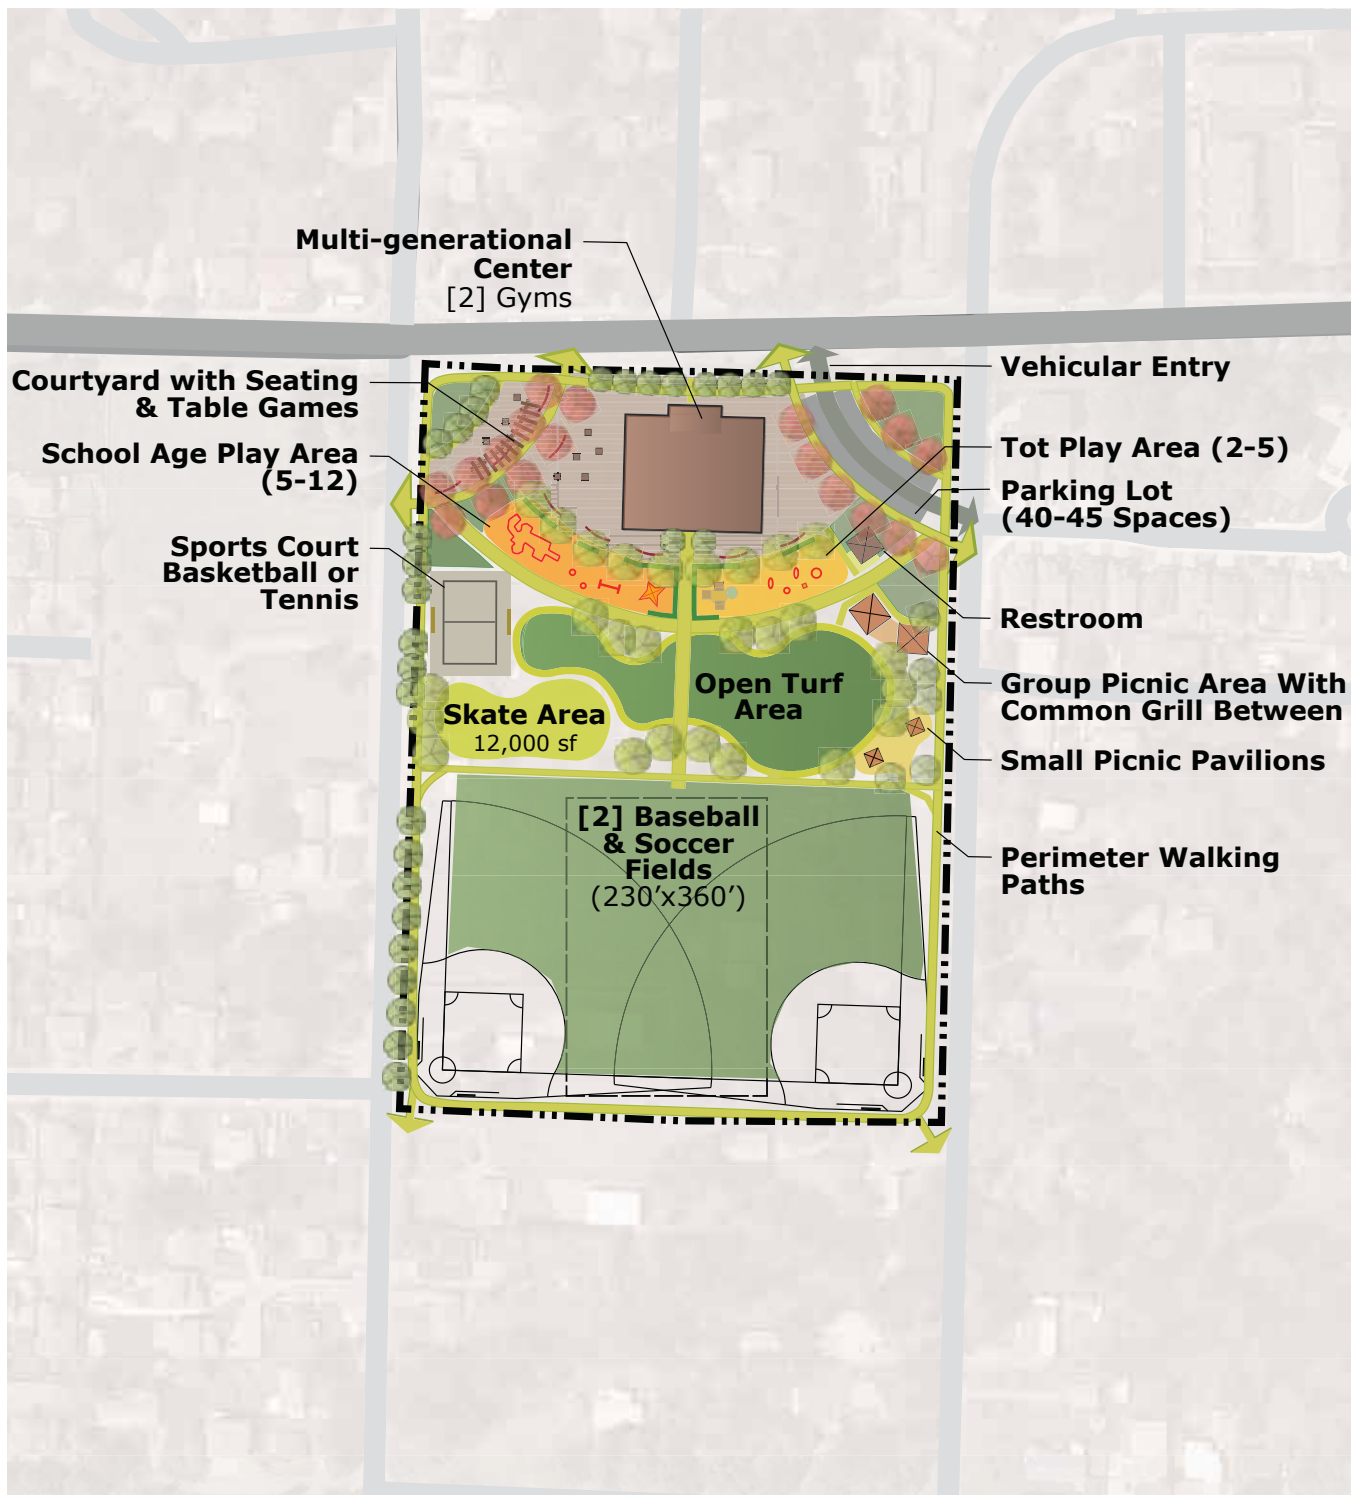 Multi-generational
Center
[2] Gyms
Courtyard with Seating
& Table Games
School Age Play Area
(5-12)
Sports Court
Basketball or
Tennis
Vehicular Entry
Tot Play Area (2-5)
Parking Lot
(40-45 Spaces)
Restroom
Group Picnic Area With
Common Grill Between
Small Picnic Pavilions
Perimeter Walking
Paths
Open Turf
Area
Skate Area
12,000 sf
[2] Baseball
& Soccer
Fields
(230’x360’)